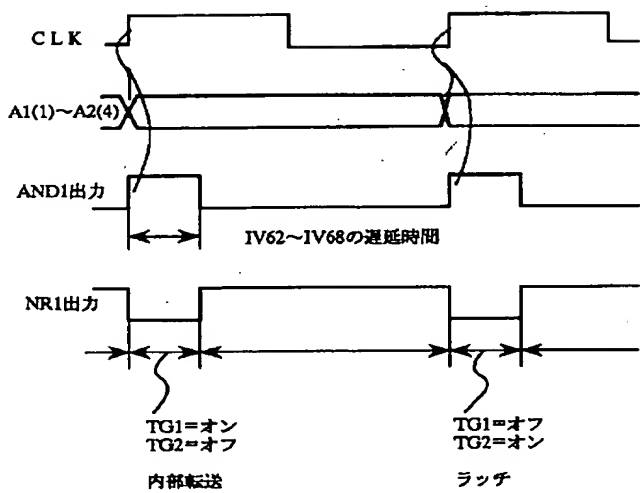 CLK
A1(1)〜A2(4)
AND1出力
IV62〜IV68の遅延時間
NR1出力
TG1=オン
TG2=オフ
内部転送
TG1=オフ
TG2=オン
ラッチ